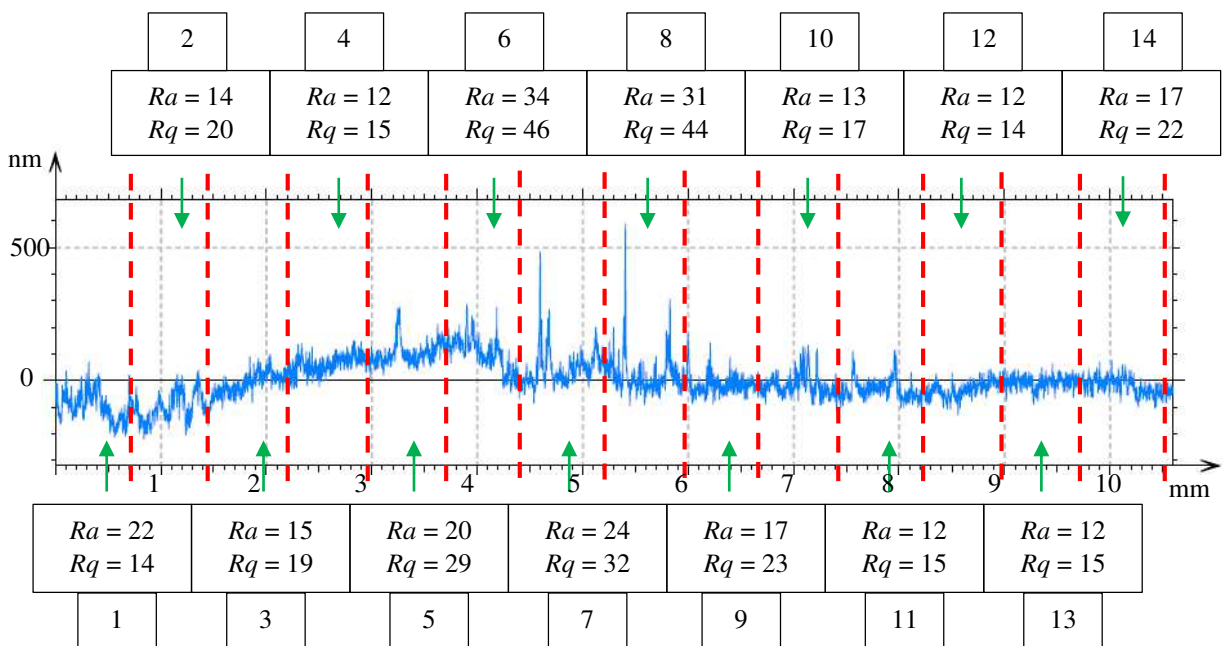 2 4 6 8 10 12 14
Ra = 14 Ra = 12 Ra = 34 Ra = 31 Ra = 13 Ra = 12 Ra = 17
Rq = 20 Rq = 15 Rq = 46 Rq = 44 Rq = 17 Rq = 14 Rq = 22
nm
500
0
1 2 3 4 5 6 7 8 9 10
mm
Ra = 22 Ra = 15 Ra = 20 Ra = 24 Ra = 17 Ra = 12 Ra = 12
Rq = 14 Rq = 19 Rq = 29 Rq = 32 Rq = 23 Rq = 15 Rq = 15
1 3 5 7 9 11 13